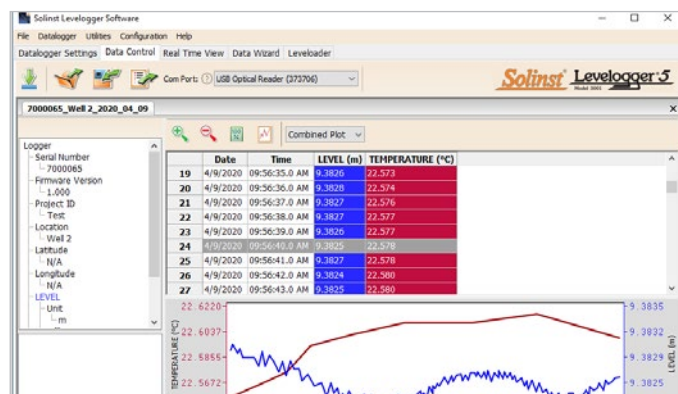 Solinst Levelogger Software
File Datalogger Utilities Configuration Help
Datalogger Settings Data Control Real Time View Data Wizard Leveloader
Com Port: USB Optical Reader (373706)
Solinst Levelogger 5
Model 3001
7000065_Well 2_2020_04_09
Combined Plot
Logger
Serial Number
7000065
Firmware Version
1.000
Project ID
Test
Location
Well 2
Latitude
N/A
Longitude
N/A
LEVEL
Unit
m
Date Time LEVEL (m) TEMPERATURE (°C)
19 4/9/2020 09:56:35.0 AM 9.3826 22.573
20 4/9/2020 09:56:36.0 AM 9.3828 22.574
21 4/9/2020 09:56:37.0 AM 9.3827 22.576
22 4/9/2020 09:56:38.0 AM 9.3827 22.577
23 4/9/2020 09:56:39.0 AM 9.3826 22.577
24 4/9/2020 09:56:40.0 AM 9.3825 22.578
25 4/9/2020 09:56:41.0 AM 9.3827 22.578
26 4/9/2020 09:56:42.0 AM 9.3824 22.580
27 4/9/2020 09:56:43.0 AM 9.3825 22.580
TEMPERATURE (°C)
22.6220
22.6037
22.5855
22.5672
9.3835
9.3832
9.3829
9.3825
LEVEL (m)